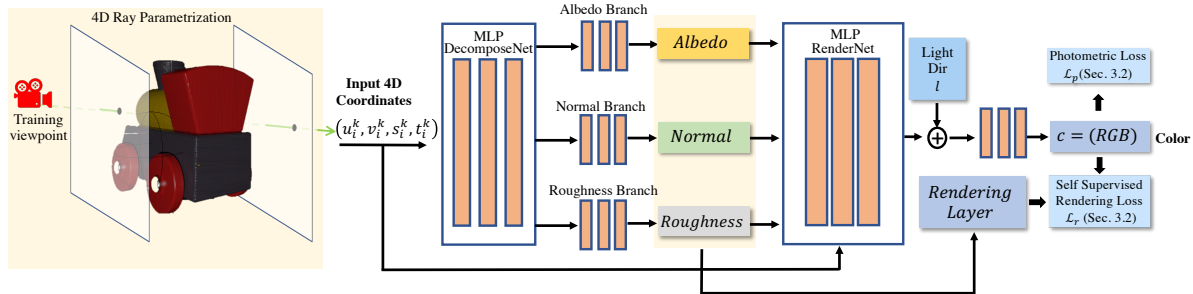 4D Ray Parametrization
Training
viewpoint
Input 4D
Coordinates
(u_i^k, v_i^k, s_i^k, t_i^k)
MLP
DecomposeNet
Albedo Branch
Normal Branch
Roughness Branch
Albedo
Normal
Roughness
MLP
RenderNet
Light
Dir
l
Rendering
Layer
Photometric Loss
ℒ_p(Sec. 3.2)
c = (RGB)
Color
Self Supervised
Rendering Loss
ℒ_r (Sec. 3.2)